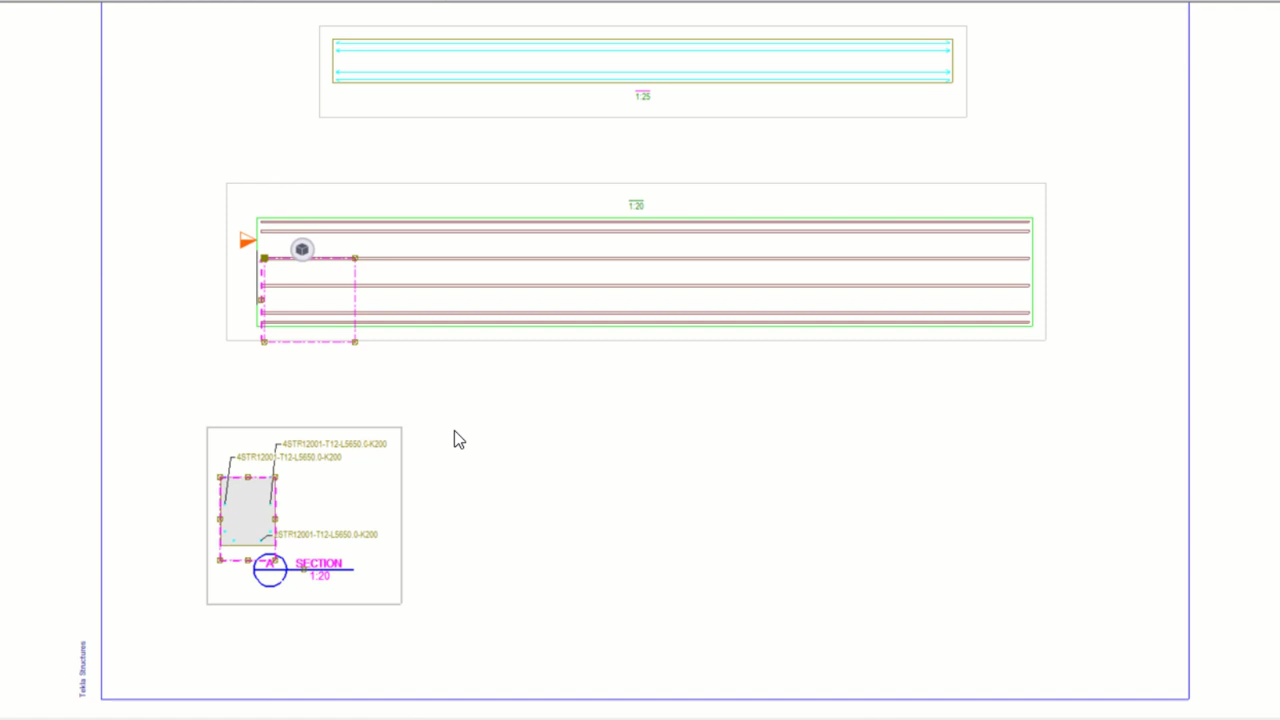 1:25
1:20
4STR12001-T12-L5650.0-K200
4STR12001-T12-L5650.0-K200
STR12001-T12-L5650.0-K200
A SECTION
1:20
Tekla Structures